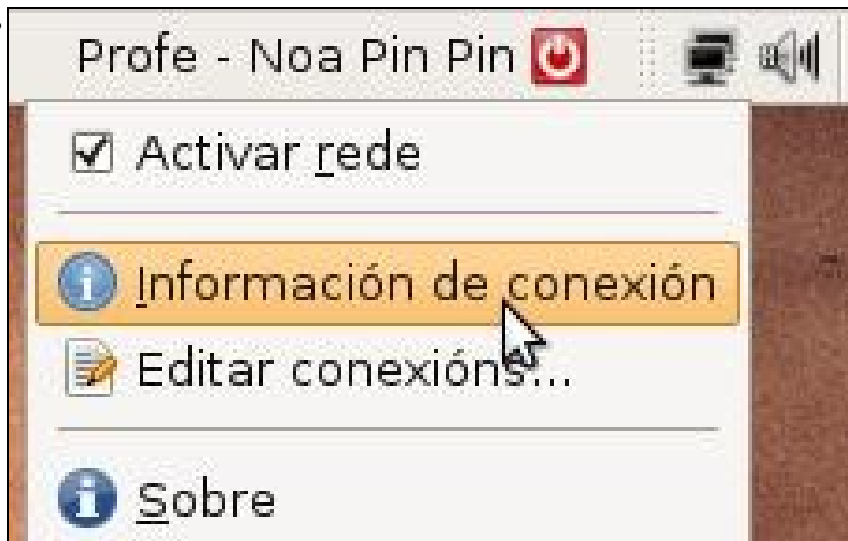 Profe - Noa Pin Pin
Activar rede
Información de conexión
Editar conexións...
Sobre